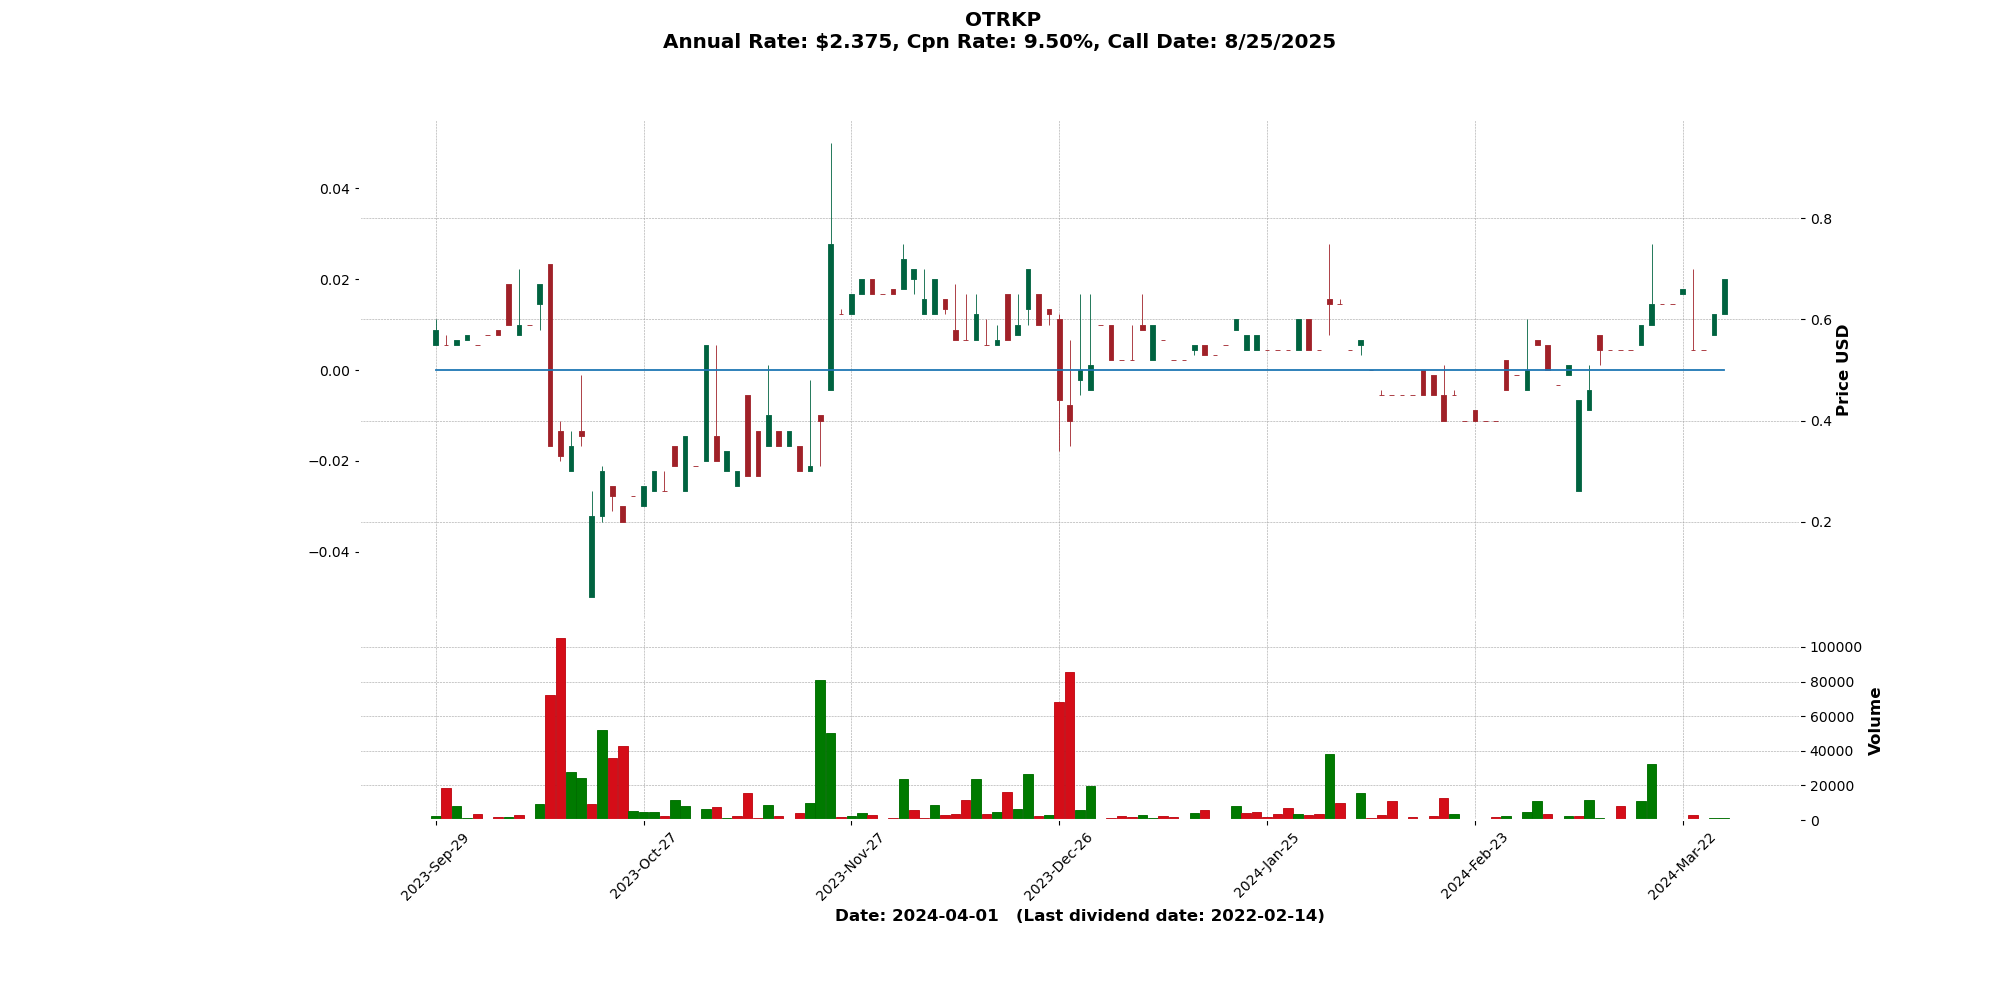 OTRKP
Annual Rate: $2.375, Cpn Rate: 9.50%, Call Date: 8/25/2025
0.04
0.02
0.00
−0.02
−0.04
0.8
0.6
0.4
0.2
Price USD
100000
80000
60000
40000
20000
0
Volume
2023-Sep-29
2023-Oct-27
2023-Nov-27
2023-Dec-26
2024-Jan-25
2024-Feb-23
2024-Mar-22
Date: 2024-04-01 (Last dividend date: 2022-02-14)